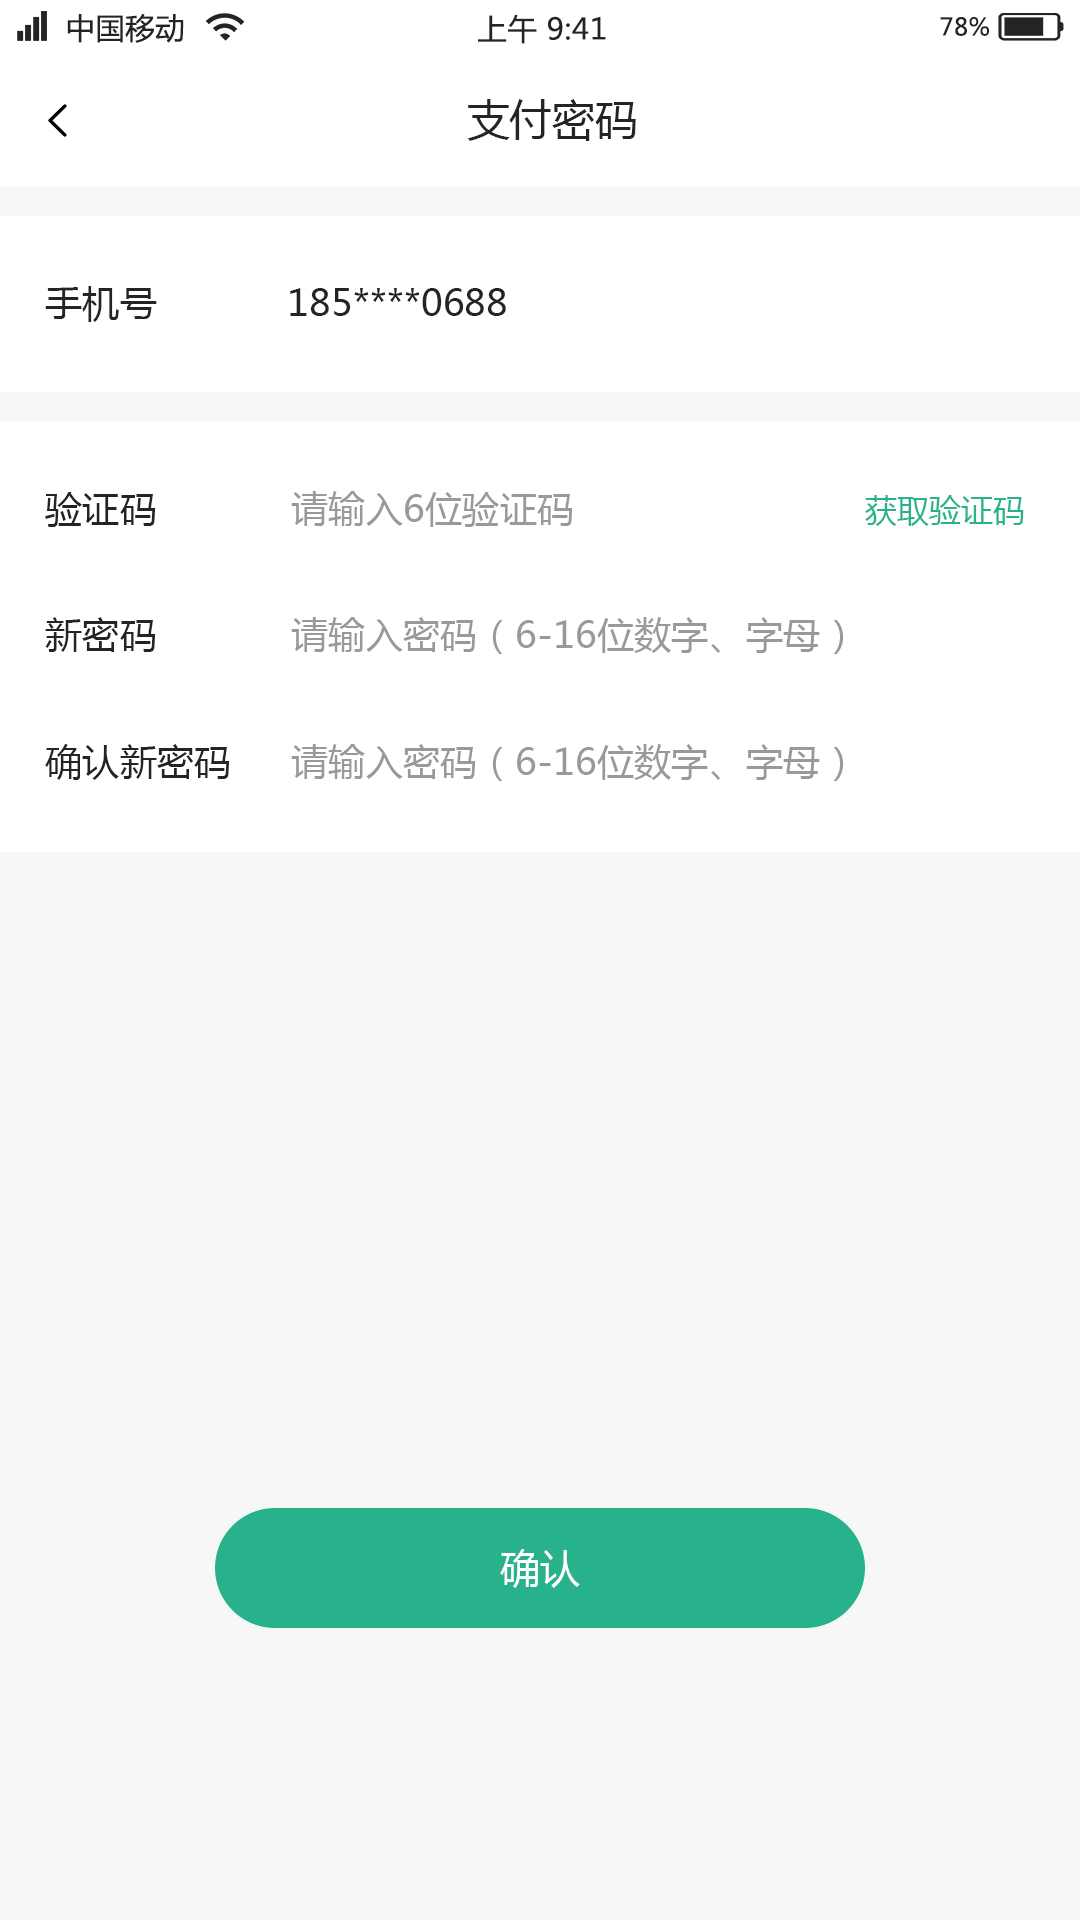 中国移动 上午 9:41 78%
支付密码
手机号 185****0688
验证码 请输入6位验证码 获取验证码
新密码 请输入密码（6-16位数字、字母）
确认新密码 请输入密码（6-16位数字、字母）
确认